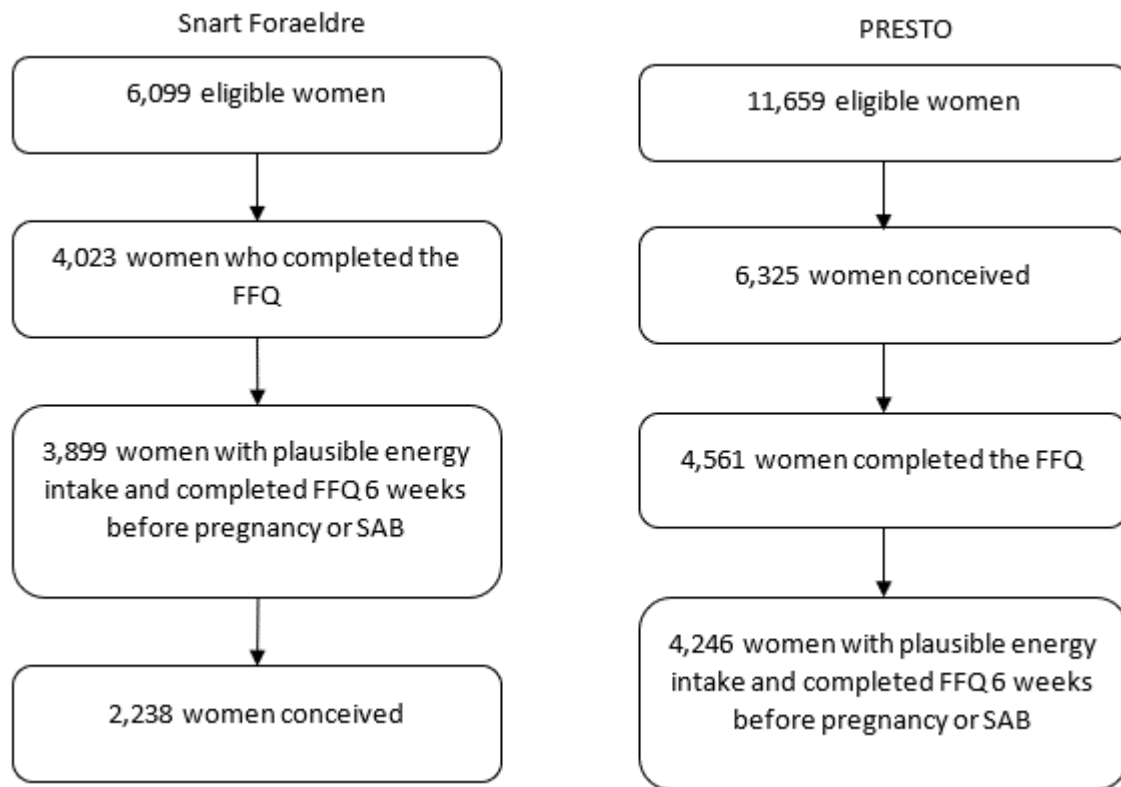 Snart Foraeldre
6,099 eligible women
4,023 women who completed the
FFQ
3,899 women with plausible energy
intake and completed FFQ 6 weeks
before pregnancy or SAB
2,238 women conceived
PRESTO
11,659 eligible women
6,325 women conceived
4,561 women completed the FFQ
4,246 women with plausible energy
intake and completed FFQ 6 weeks
before pregnancy or SAB